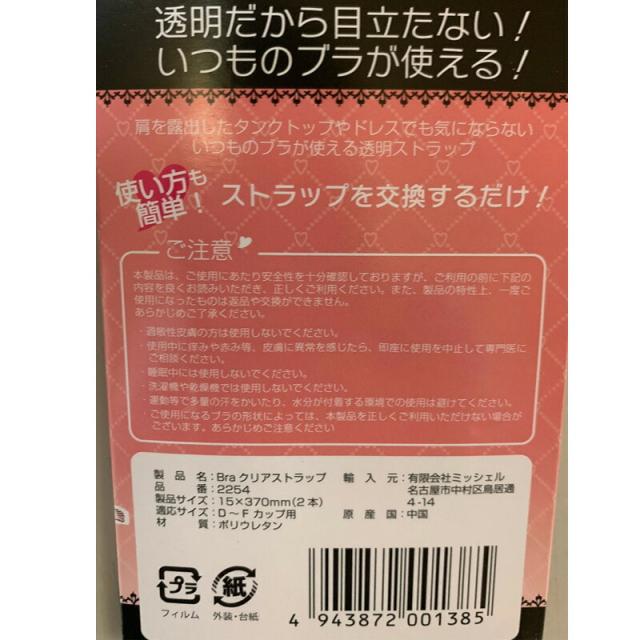 透明だから目立たない！
いつものブラが使える！
肩を露出したタンクトップやドレスでも気にならない
いつものブラが使える透明ストラップ
使い方も
簡単！
ストラップを交換するだけ！
ご注意
本製品は、ご使用にあたり安全性を十分確認しておりますが、ご利用の前に下記の
内容を良くお読みいただき、正しくご利用ください。また、製品の特性上、一度ご
使用になったものは返品や交換ができません。
あらかじめご了承ください。
・過敏性皮膚の方は使用しないでください。
・使用中に痒みや赤み等、皮膚に異常を感じたら、即座に使用を中止して専門医に
ご相談ください。
・睡眠中には使用しないでください。
・洗濯機や乾燥機では使用しないでください。
・運動等で多量の汗をかいたり、水分が付着する環境での使用は避けてください。
・ご使用になるブラの形状によっては、本製品を正しくご利用いただけない場合が
ございます。あらかじめご注意ください
製品名：Braクリアストラップ
品番：2254
製品サイズ：15×370mm(2本)
適応サイズ：D～Fカップ用
材質：ポリウレタン
輸入元：有限会社ミッシェル
名古屋市中村区鳥居通
4-14
原産国：中国
プラ
フィルム
紙
外装・台紙
4 943872 001385